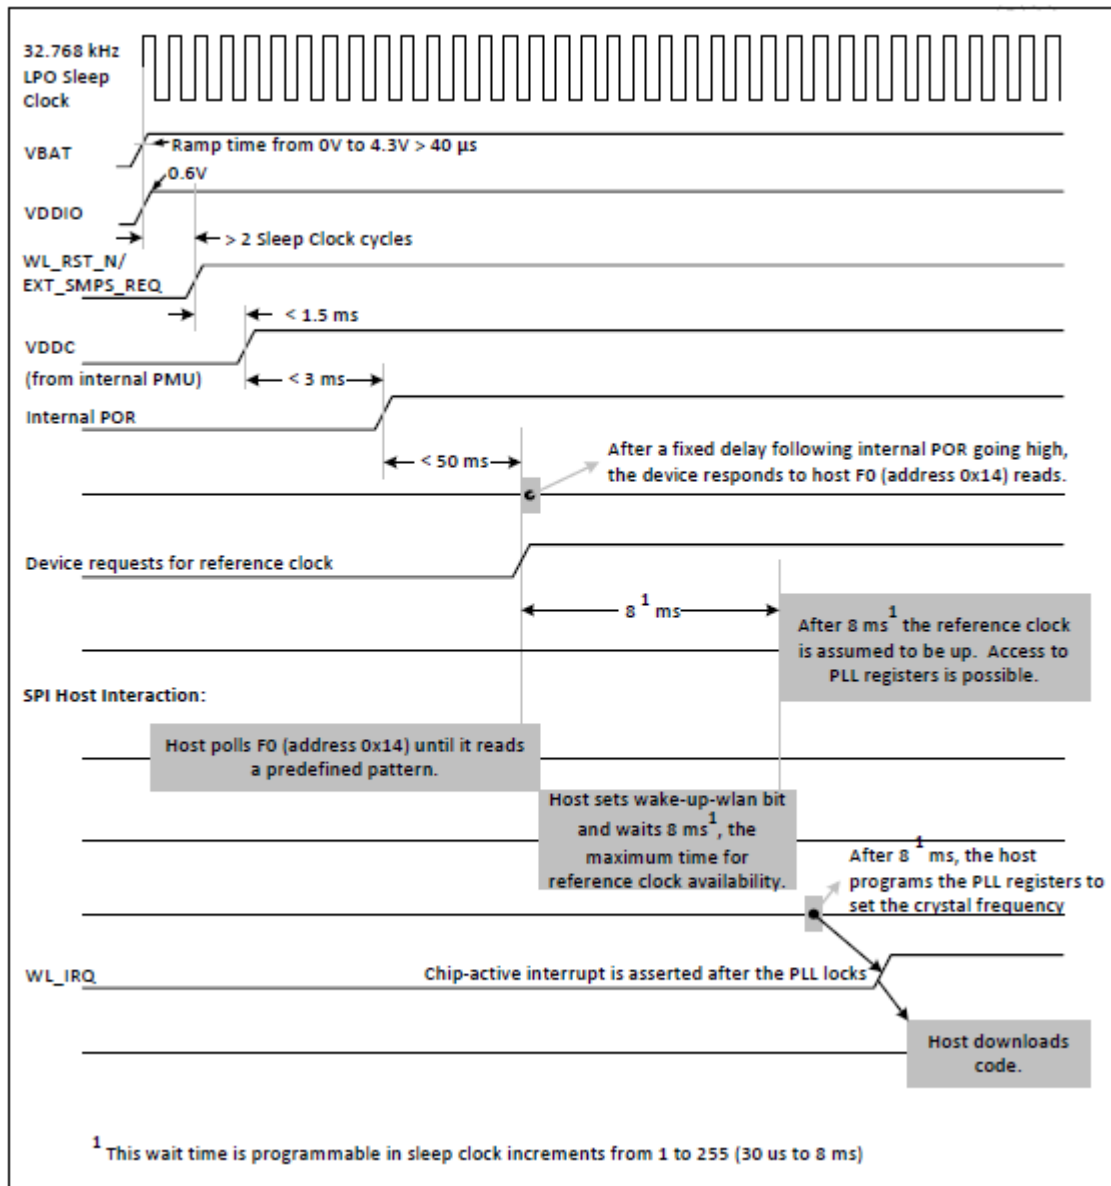 32.768 kHz
LPO Sleep
Clock
VBAT
Ramp time from 0V to 4.3V > 40 µs
0.6V
VDDIO
> 2 Sleep Clock cycles
WL_RST_N/
EXT_SMPS_REQ
< 1.5 ms
VDDC
(from internal PMU)
< 3 ms
Internal POR
< 50 ms
After a fixed delay following internal POR going high,
the device responds to host F0 (address 0x14) reads.
Device requests for reference clock
8 1 ms
After 8 ms1 the reference clock
is assumed to be up. Access to
PLL registers is possible.
SPI Host Interaction:
Host polls F0 (address 0x14) until it reads
a predefined pattern.
Host sets wake-up-wlan bit
and waits 8 ms1, the
maximum time for
reference clock availability.
After 8 1 ms, the host
programs the PLL registers to
set the crystal frequency
WL_IRQ
Chip-active interrupt is asserted after the PLL locks
Host downloads
code.
1 This wait time is programmable in sleep clock increments from 1 to 255 (30 us to 8 ms)